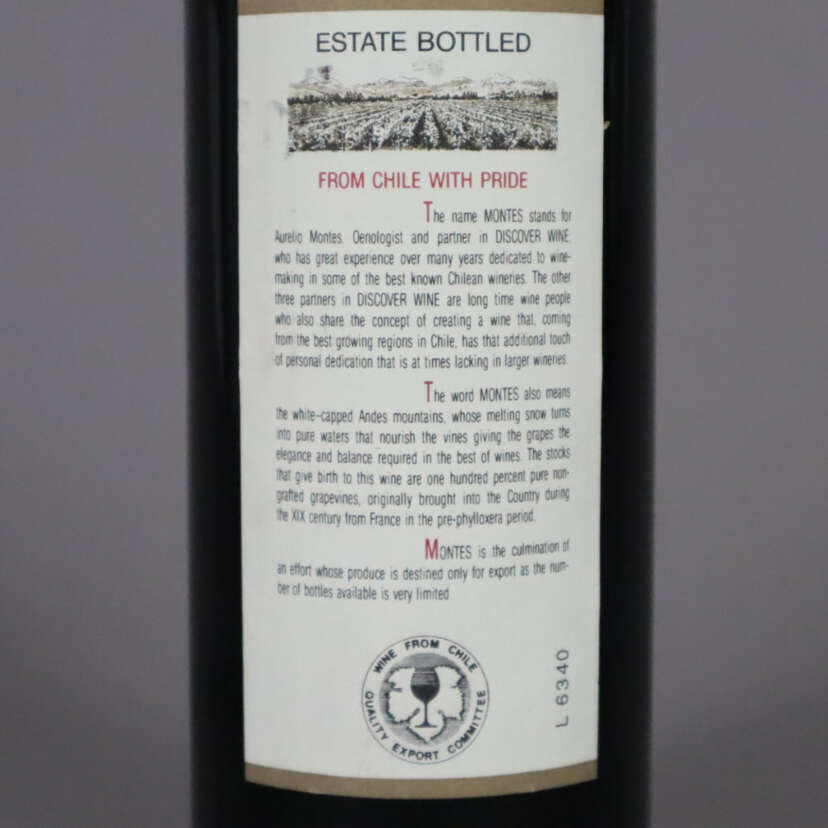 ESTATE BOTTLED
FROM CHILE WITH PRIDE
The name MONTES stands for
Aurelio Montes. Oenologist and partner in DISCOVER WINE,
who has great experience over many years dedicated to wine-
making in some of the best known Chilean wineries. The other
three partners in DISCOVER WINE are long time wine people
who also share the concept of creating a wine that, coming
from the best growing regions in Chile, has that additional touch
of personal dedication that is at times lacking in larger wineries.
The word MONTES also means
the white-capped Andes mountains, whose melting snow turns
into pure waters that nourish the vines giving the grapes the
elegance and balance required in the best of wines. The stocks
that give birth to this wine are one hundred percent pure non-
grafted grapevines, originally brought into the Country during
the XIX century from France in the pre-phylloxera period.
MONTES is the culmination of
an effort whose produce is destined only for export as the num-
ber of bottles available is very limited
WINE FROM CHILE
QUALITY EXPORT COMMITTEE
L 6340